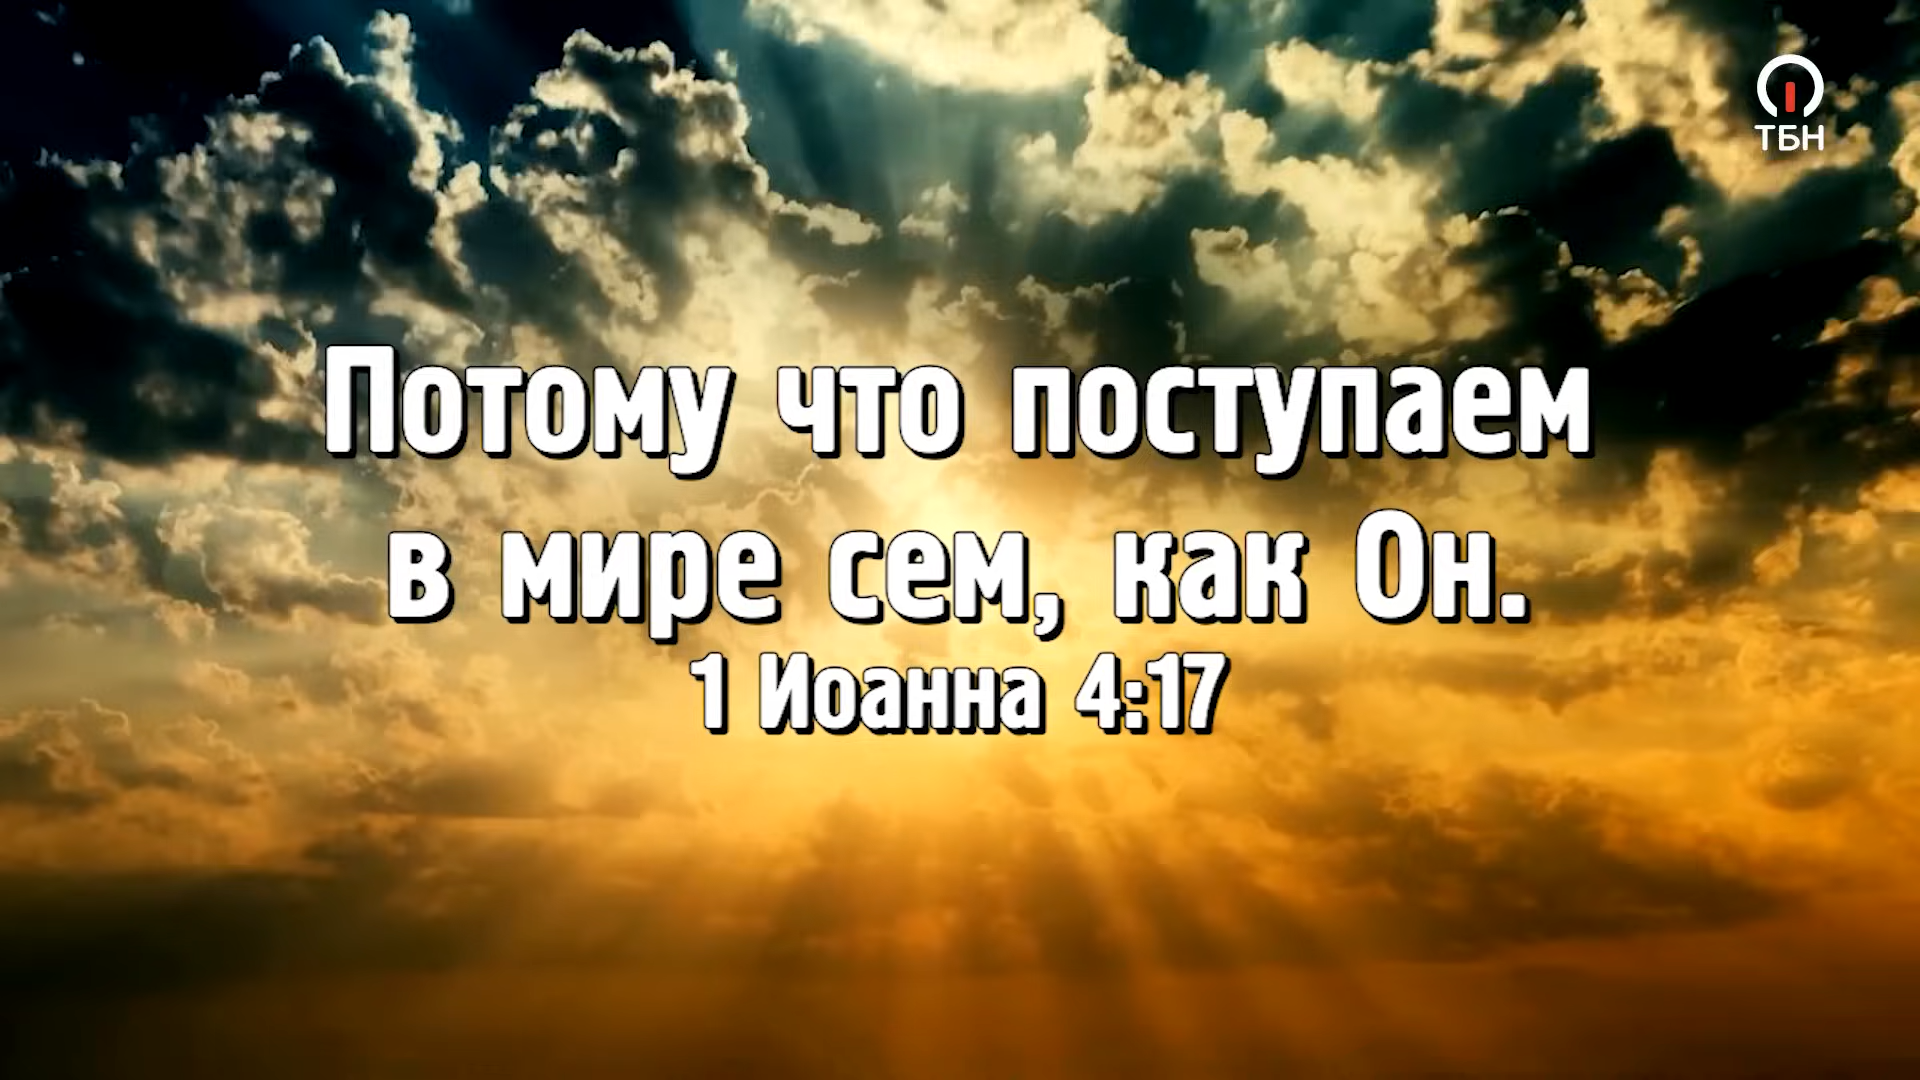 ТБН
Потому что поступаем
в мире сем, как Он.
1 Иоанна 4:17